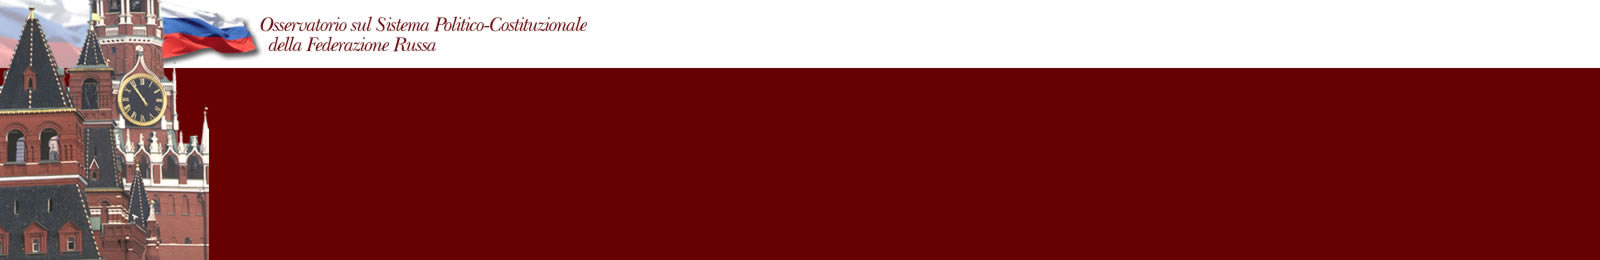 Osservatorio sul Sistema Politico-Costituzionale
della Federazione Russa